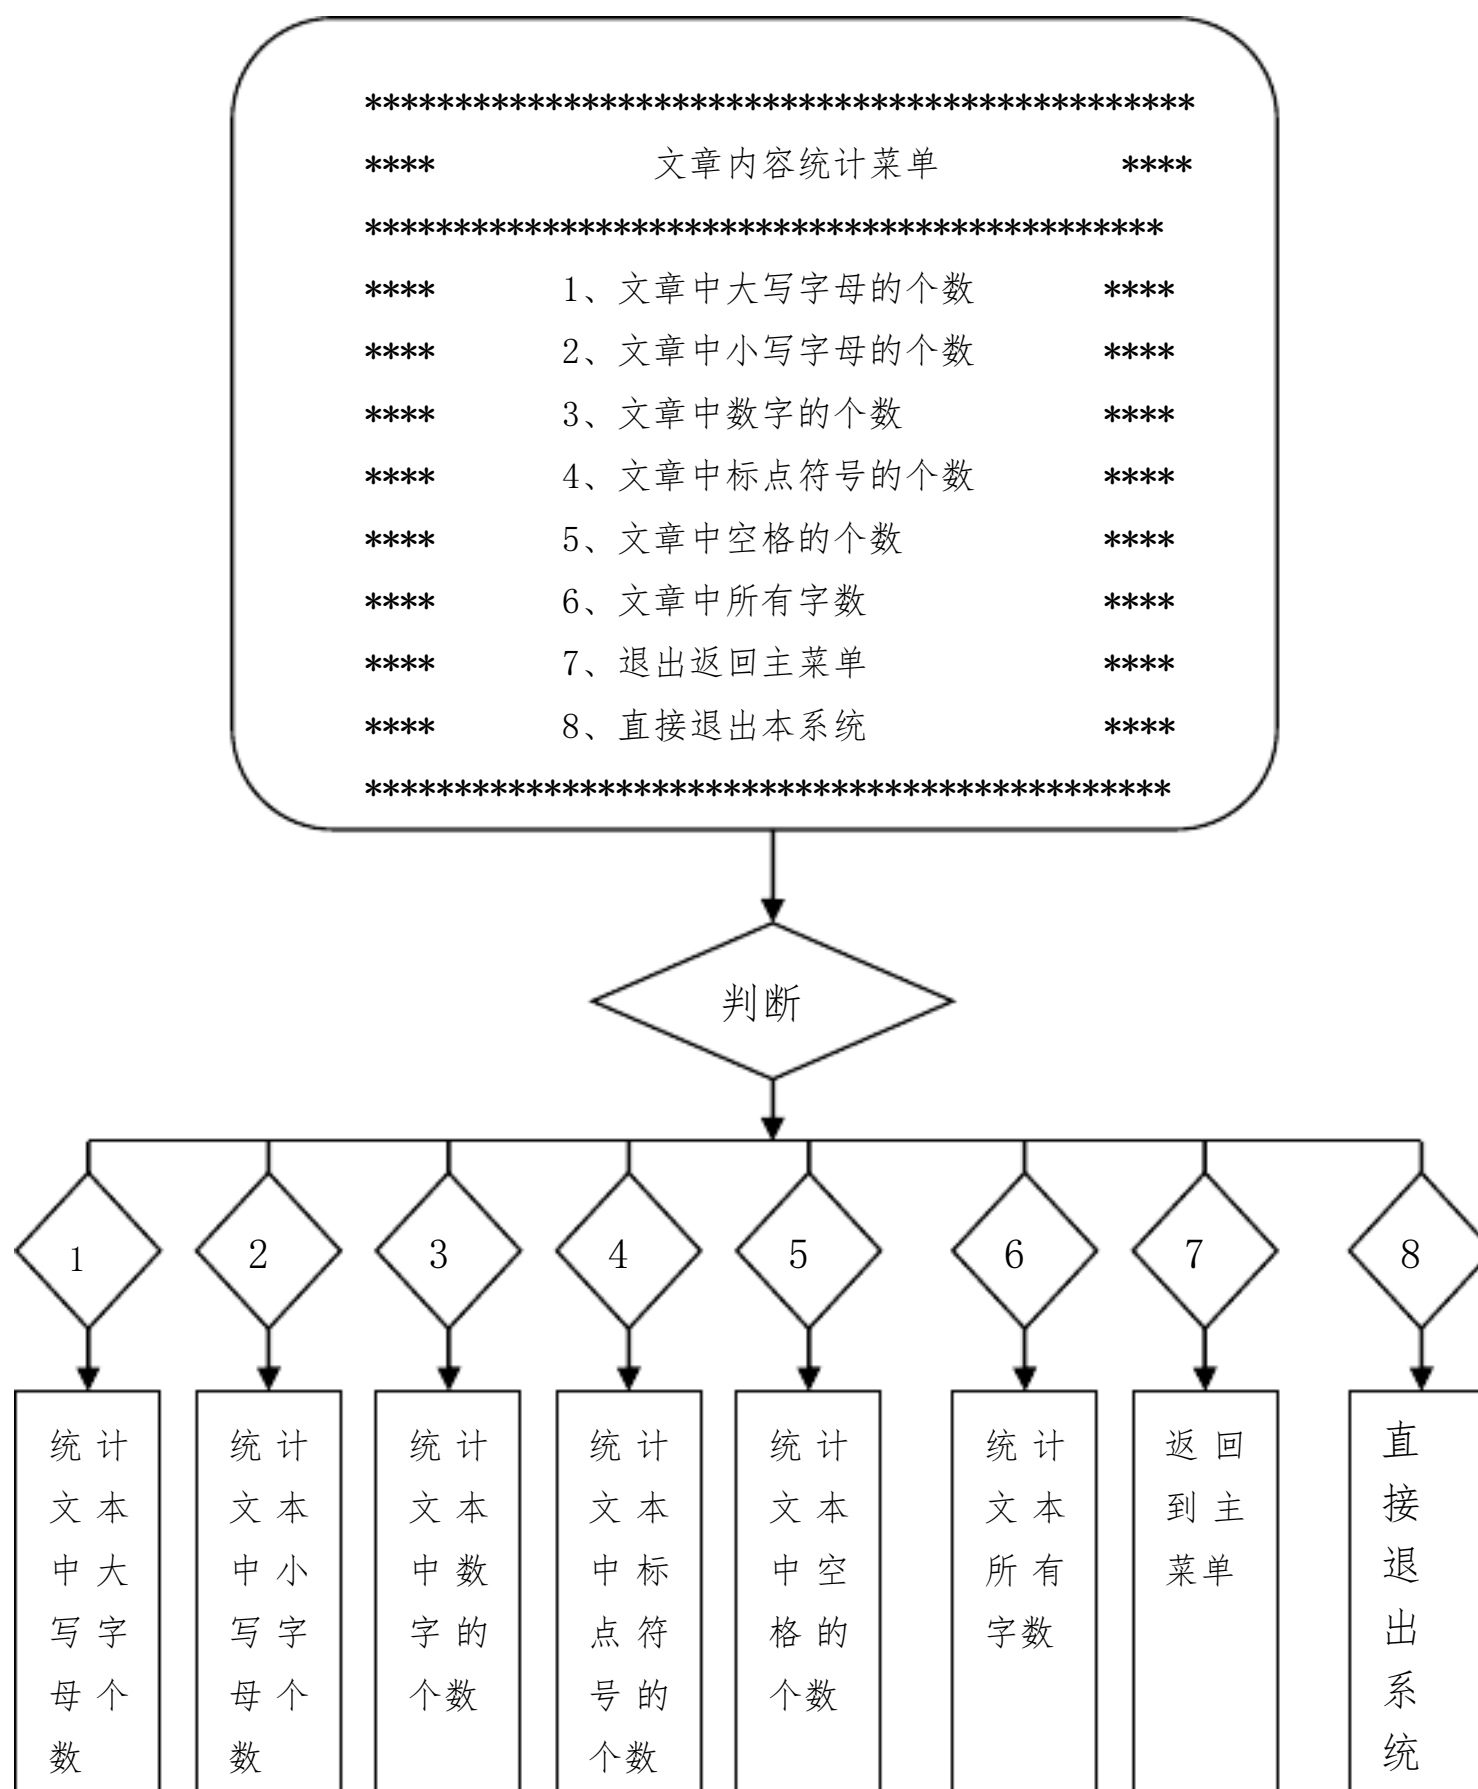 **********************************************
**** 文章内容统计菜单 ****
*********************************************
**** 1、文章中大写字母的个数 ****
**** 2、文章中小写字母的个数 ****
**** 3、文章中数字的个数 ****
**** 4、文章中标点符号的个数 ****
**** 5、文章中空格的个数 ****
**** 6、文章中所有字数 ****
**** 7、退出返回主菜单 ****
**** 8、直接退出本系统 ****
*********************************************
判断
1
2
3
4
5
6
7
8
统计
文本
中大
写字
母个
数
统计
文本
中小
写字
母个
数
统计
文本
中数
字的
个数
统计
文本
中标
点符
号的
个数
统计
文本
中空
格的
个数
统计
文本
所有
字数
返回
到主
菜单
直
接
退
出
系
统